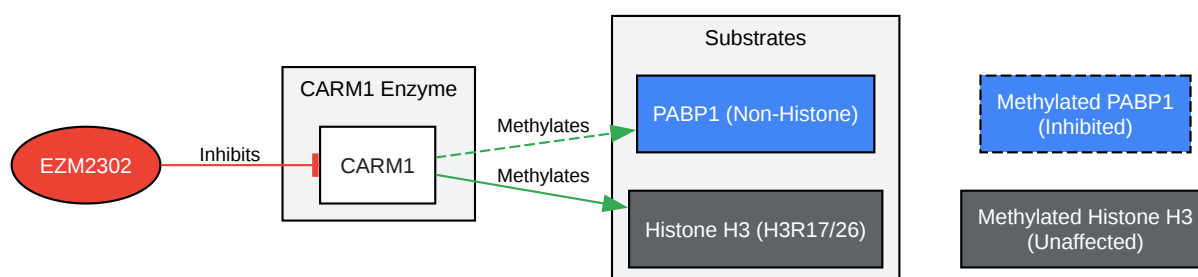 Substrates
CARM1 Enzyme
PABP1 (Non-Histone)
Methylated PABP1
(Inhibited)
Methylates
EZM2302
Inhibits
CARM1
Methylates
Histone H3 (H3R17/26)
Methylated Histone H3
(Unaffected)